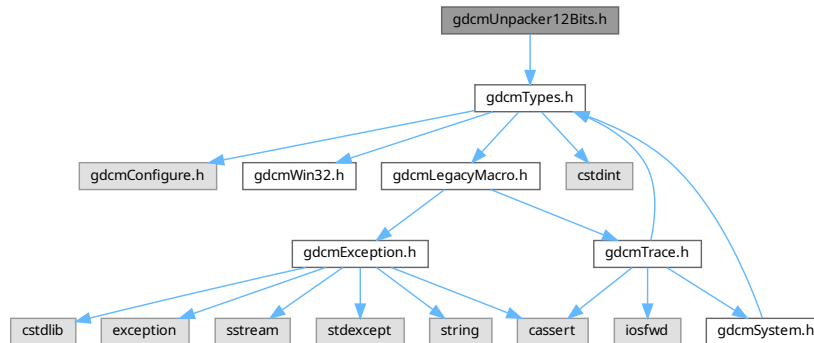 gdcmUnpacker12Bits.h
gdcmTypes.h
gdcmConfigure.h
gdcmWin32.h
gdcmLegacyMacro.h
cstdint
gdcmException.h
gdcmTrace.h
cstdlib
exception
sstream
stdexcept
string
cassert
iosfwd
gdcmSystem.h